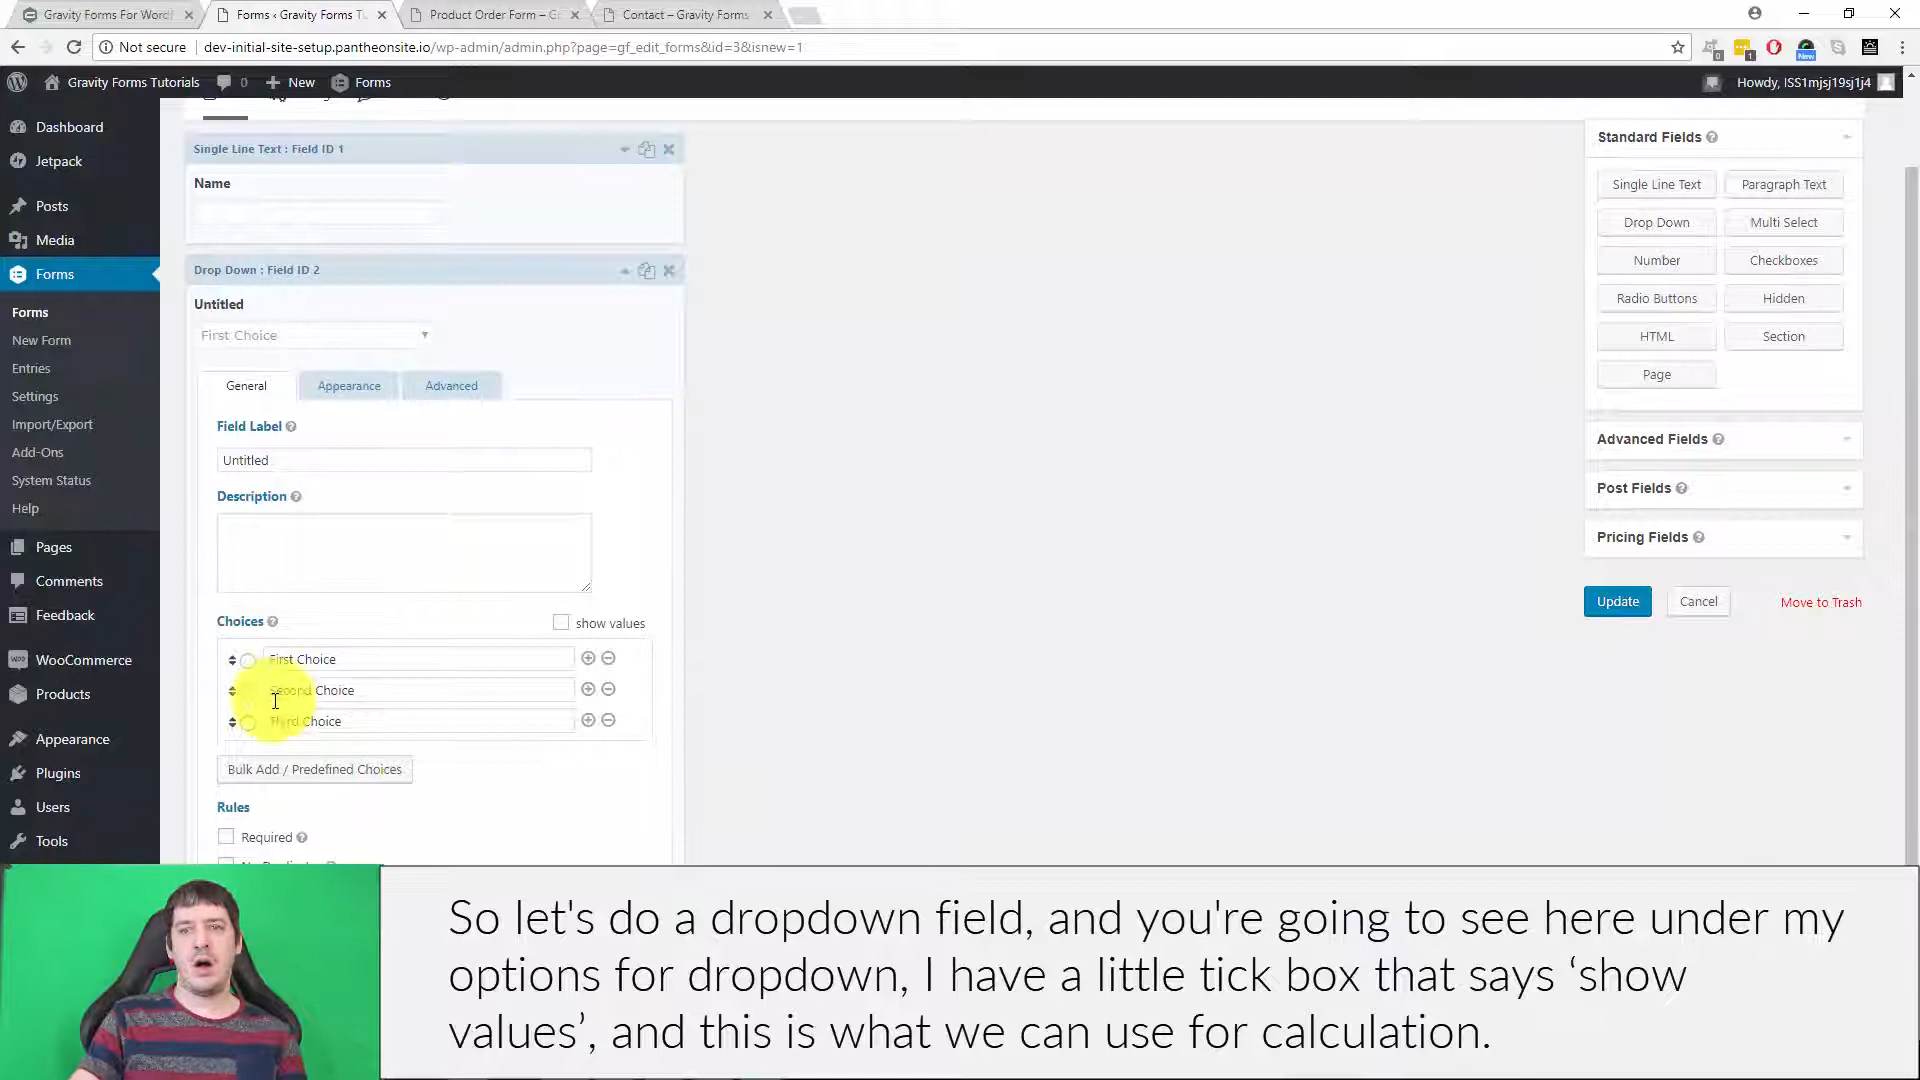 Gravity Forms For Word
Forms ‹ Gravity Forms Tu
Product Order Form – G
Contact – Gravity Forms
Not secure
dev-initial-site-setup.pantheonsite.io/wp-admin/admin.php?page=gf_edit_forms&id=3&isnew=1
Gravity Forms Tutorials
0
New
Forms
Howdy, ISS1mjsj19sj1j4
Dashboard
Jetpack
Posts
Media
Forms
Forms
New Form
Entries
Settings
Import/Export
Add-Ons
System Status
Help
Pages
Comments
Feedback
WooCommerce
Products
Appearance
Plugins
Users
Tools
Single Line Text : Field ID 1
Name
Drop Down : Field ID 2
Untitled
First Choice
General
Appearance
Advanced
Field Label
Untitled
Description
Choices
show values
First Choice
Second Choice
Third Choice
Bulk Add / Predefined Choices
Rules
Required
Standard Fields
Single Line Text
Paragraph Text
Drop Down
Multi Select
Number
Checkboxes
Radio Buttons
Hidden
HTML
Section
Page
Advanced Fields
Post Fields
Pricing Fields
Update
Cancel
Move to Trash
So let's do a dropdown field, and you're going to see here under my
options for dropdown, I have a little tick box that says ‘show
values’, and this is what we can use for calculation.